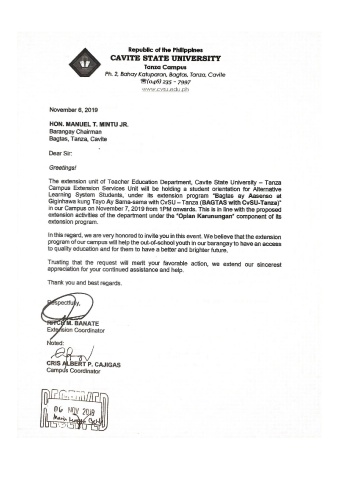 Republic of the Philippines
CAVITE STATE UNIVERSITY
Tanza Campus
Ph. 2, Bahay Katuparan, Bagtas, Tanza, Cavite
☎(046) 235 – 7997
www.cvsu.edu.ph
November 6, 2019
HON. MANUEL T. MINTU JR.
Barangay Chairman
Bagtas, Tanza, Cavite
Dear Sir:
Greetings!
The extension unit of Teacher Education Department, Cavite State University – Tanza
Campus Extension Services Unit will be holding a student orientation for Alternative
Learning System Students, under its extension program "Bagtas ay Aasenso at
Giginhawa kung Tayo Ay Sama-sama with CvSU – Tanza (BAGTAS with CvSU-Tanza)"
in our Campus on November 7, 2019 from 1PM onwards. This is in line with the proposed
extension activities of the department under the "Oplan Karunungan" component of its
extension program.
In this regard, we are very honored to invite you in this event. We believe that the extension
program of our campus will help the out-of-school youth in our barangay to have an access
to quality education and for them to have a better and brighter future.
Trusting that the request will merit your favorable action, we extend our sincerest
appreciation for your continued assistance and help.
Thank you and best regards.
Respectfully,
M. BANATE
Extension Coordinator
Noted:
CRIS ALBERT P. CAJIGAS
Campus Coordinator
06 NOV 2019